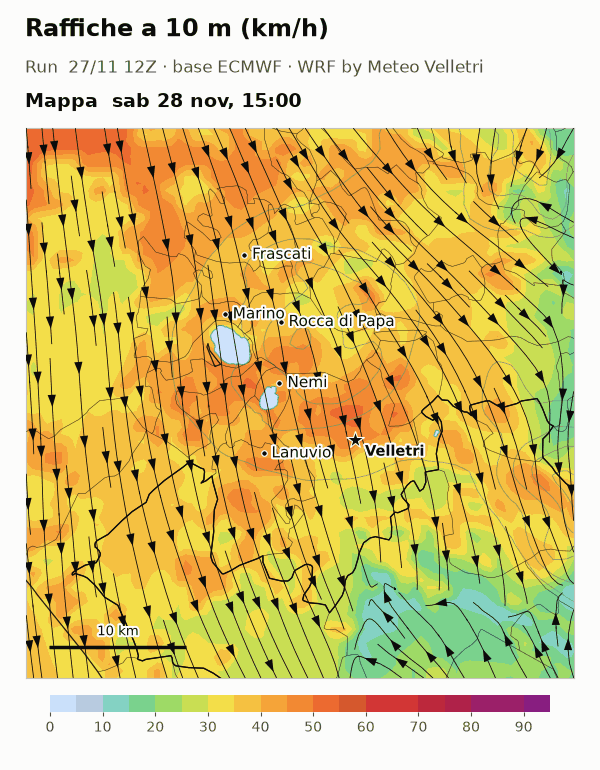 Raffiche a 10 m (km/h)
Run  27/11 12Z · base ECMWF · WRF by Meteo Velletri
Mappa  sab 28 nov, 15:00
Frascati
Marino
Rocca di Papa
Nemi
Velletri
Lanuvio
10 km
0 10 20 30 40 50 60 70 80 90